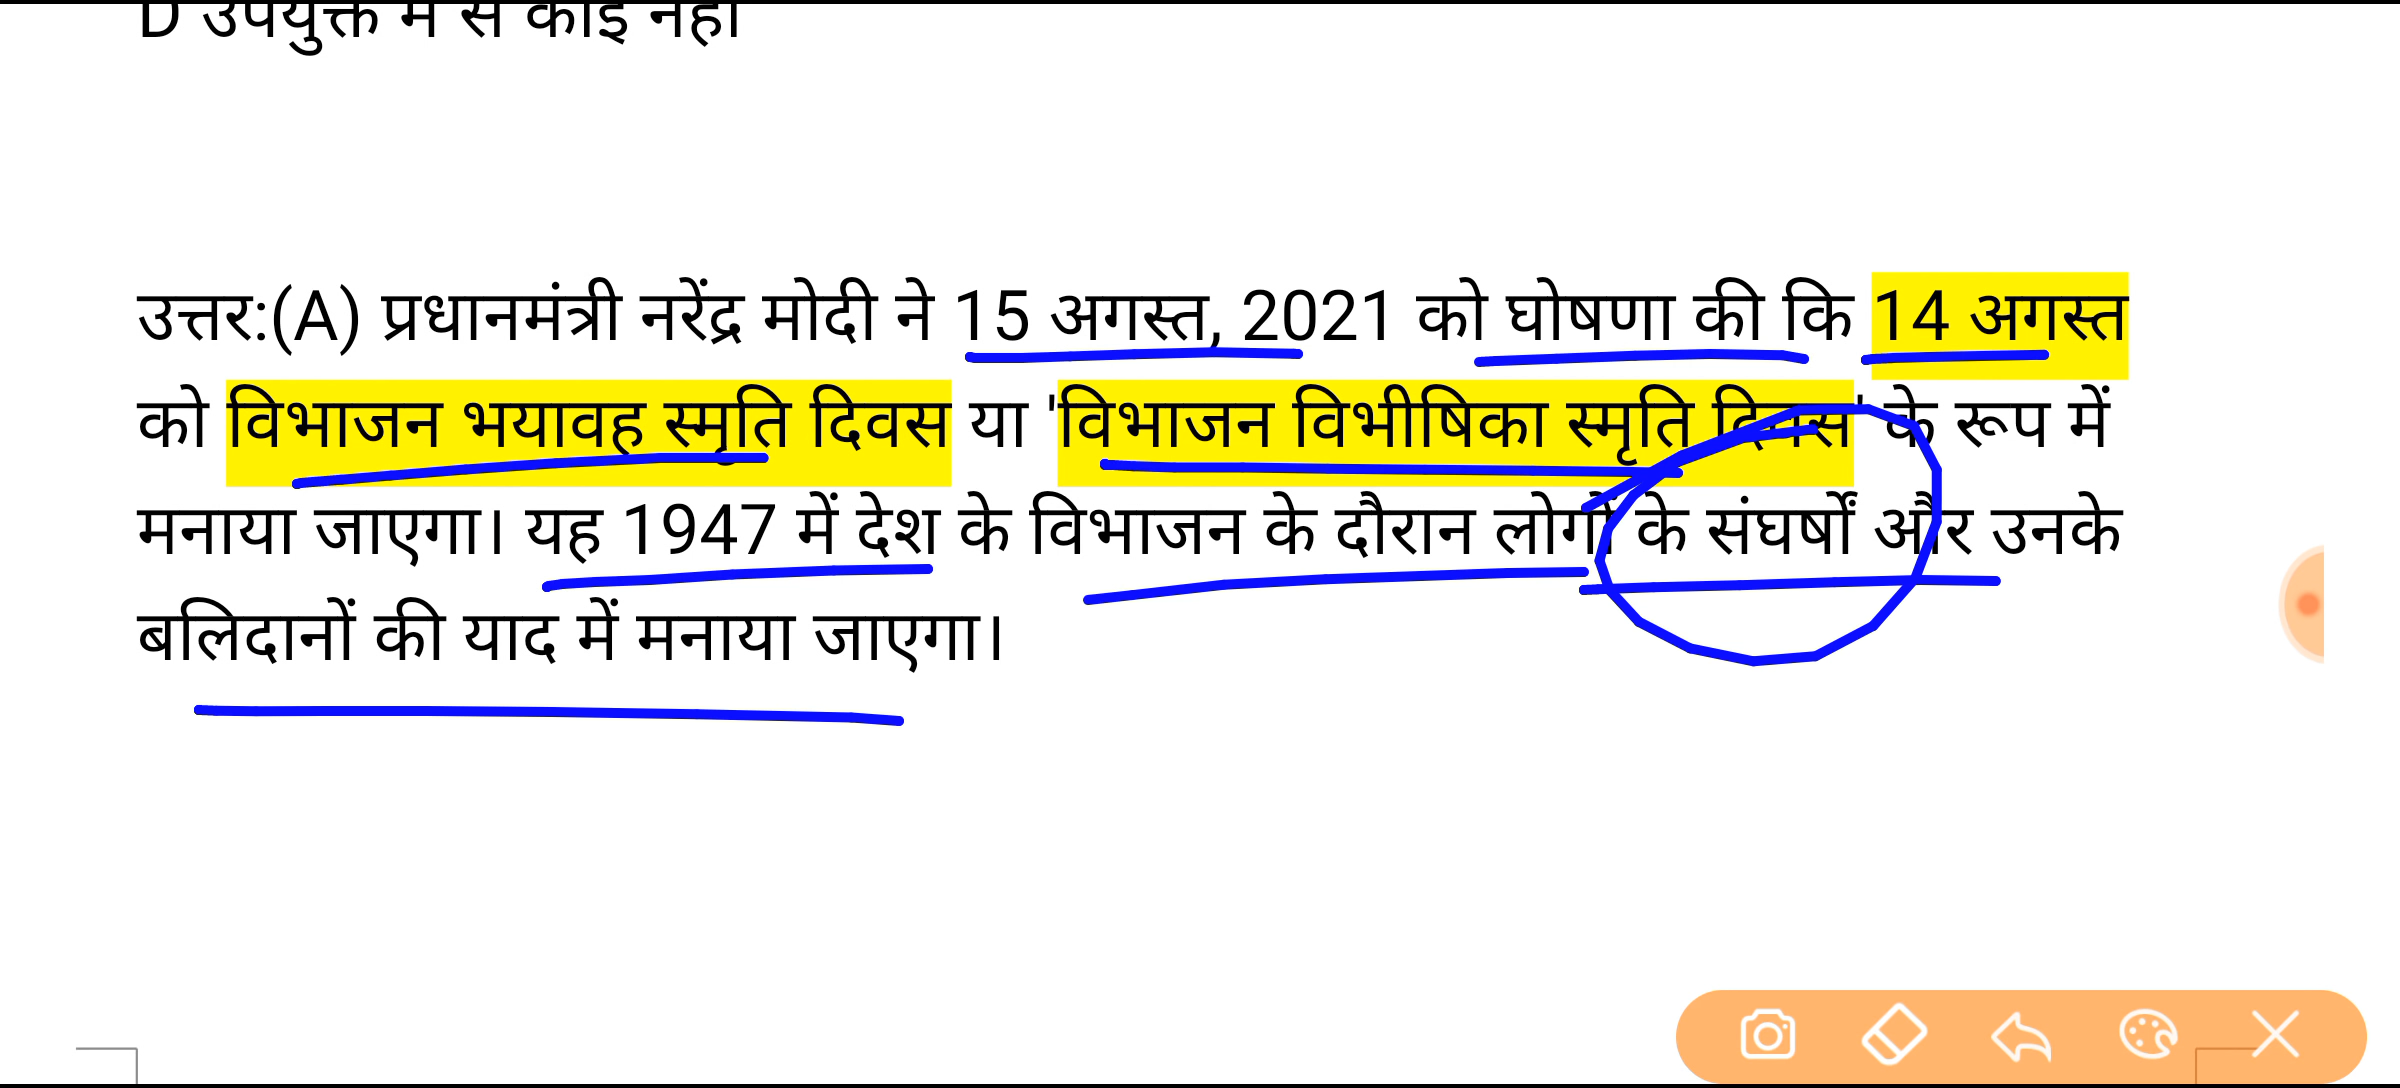 D उपर्युक्त में से कोई नहीं
उत्तर:(A) प्रधानमंत्री नरेंद्र मोदी ने 15 अगस्त, 2021 को घोषणा की कि 14 अगस्त
को विभाजन भयावह स्मृति दिवस या 'विभाजन विभीषिका स्मृति दिवस' के रूप में
मनाया जाएगा। यह 1947 में देश के विभाजन के दौरान लोगों के संघर्षों और उनके
बलिदानों की याद में मनाया जाएगा।